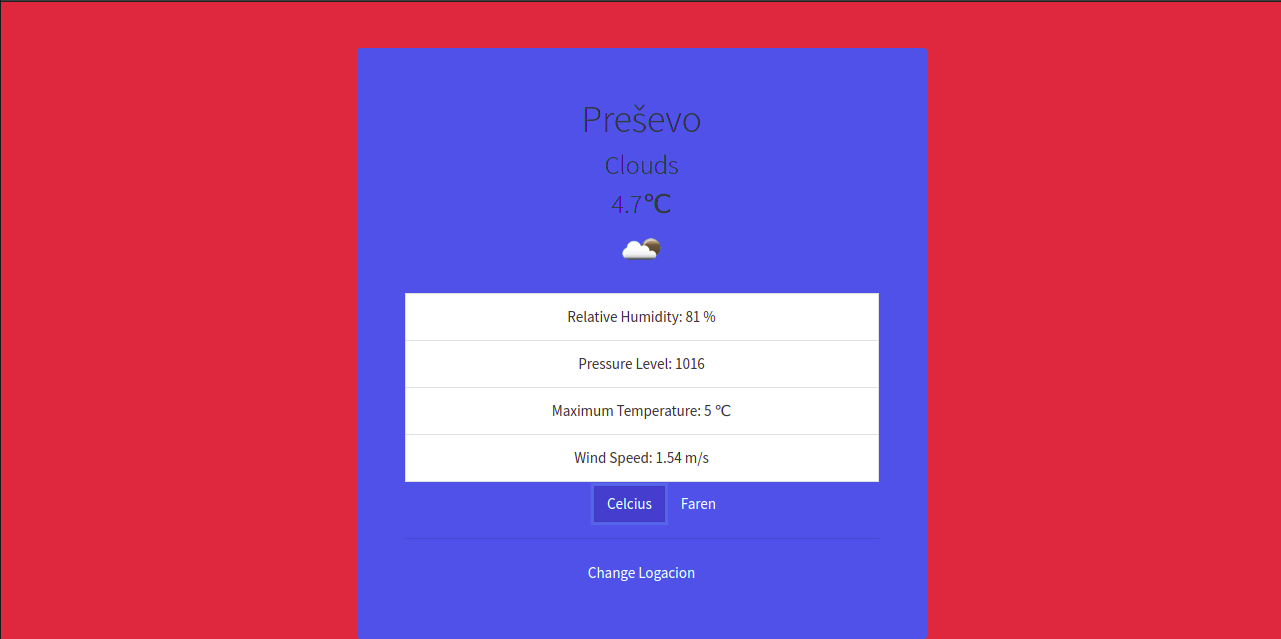 Preševo
Clouds
4.7℃
Relative Humidity: 81 %
Pressure Level: 1016
Maximum Temperature: 5 ℃
Wind Speed: 1.54 m/s
Celcius Faren
Change Logacion